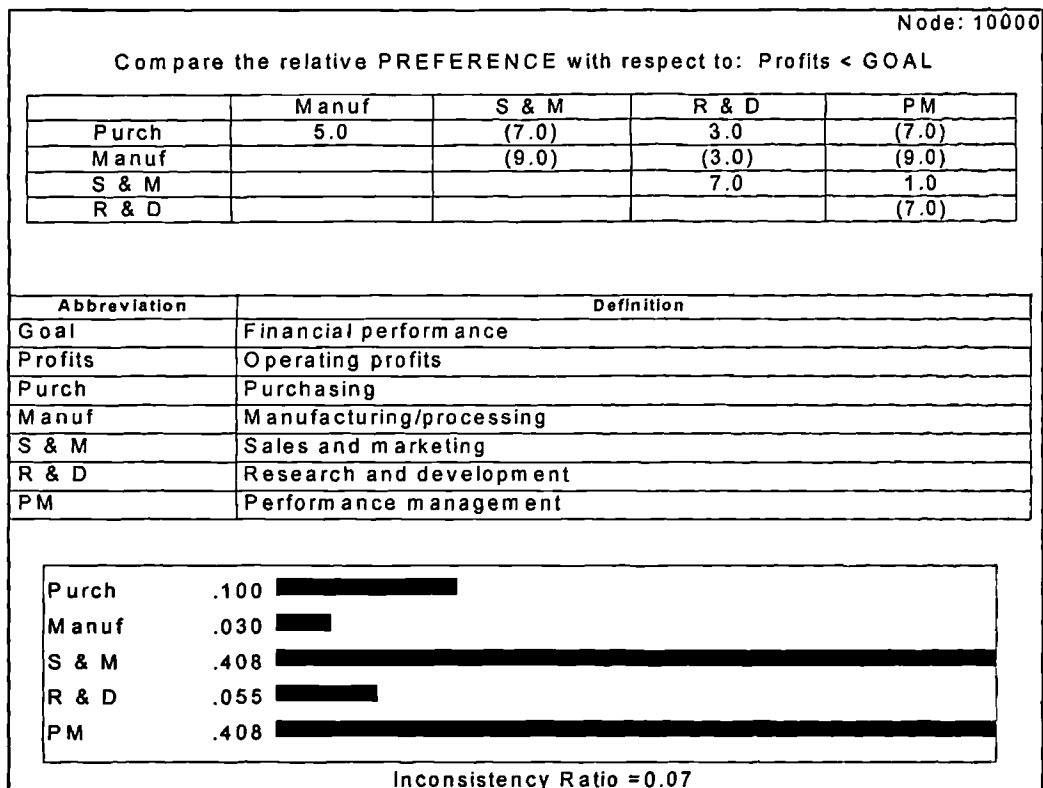 Node: 10000
Compare the relative PREFERENCE with respect to: Profits < GOAL
Manuf S & M R & D PM
Purch 5.0 (7.0) 3.0 (7.0)
Manuf (9.0) (3.0) (9.0)
S & M 7.0 1.0
R & D (7.0)
Abbreviation Definition
Goal Financial performance
Profits Operating profits
Purch Purchasing
Manuf Manufacturing/processing
S & M Sales and marketing
R & D Research and development
PM Performance management
Purch .100
Manuf .030
S & M .408
R & D .055
PM .408
Inconsistency Ratio =0.07